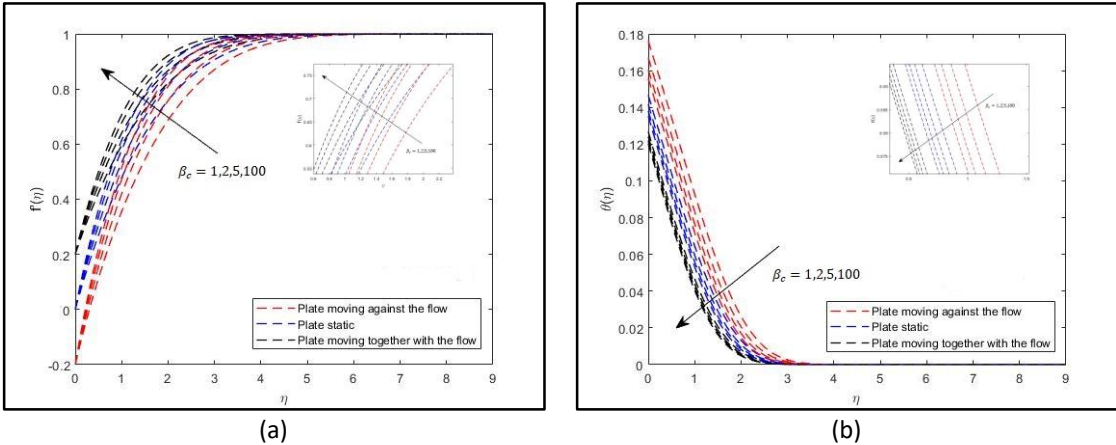 1
0.8
0.6
0.4
0.2
0
-0.2
f'(η)
0 1 2 3 4 5 6 7 8 9
η
β_c = 1,2,5,100
Plate moving against the flow
Plate static
Plate moving together with the flow
(a)
0.18
0.16
0.14
0.12
0.1
0.08
0.06
0.04
0.02
0
θ(η)
0 1 2 3 4 5 6 7 8 9
η
β_c = 1,2,5,100
Plate moving against the flow
Plate static
Plate moving together with the flow
(b)